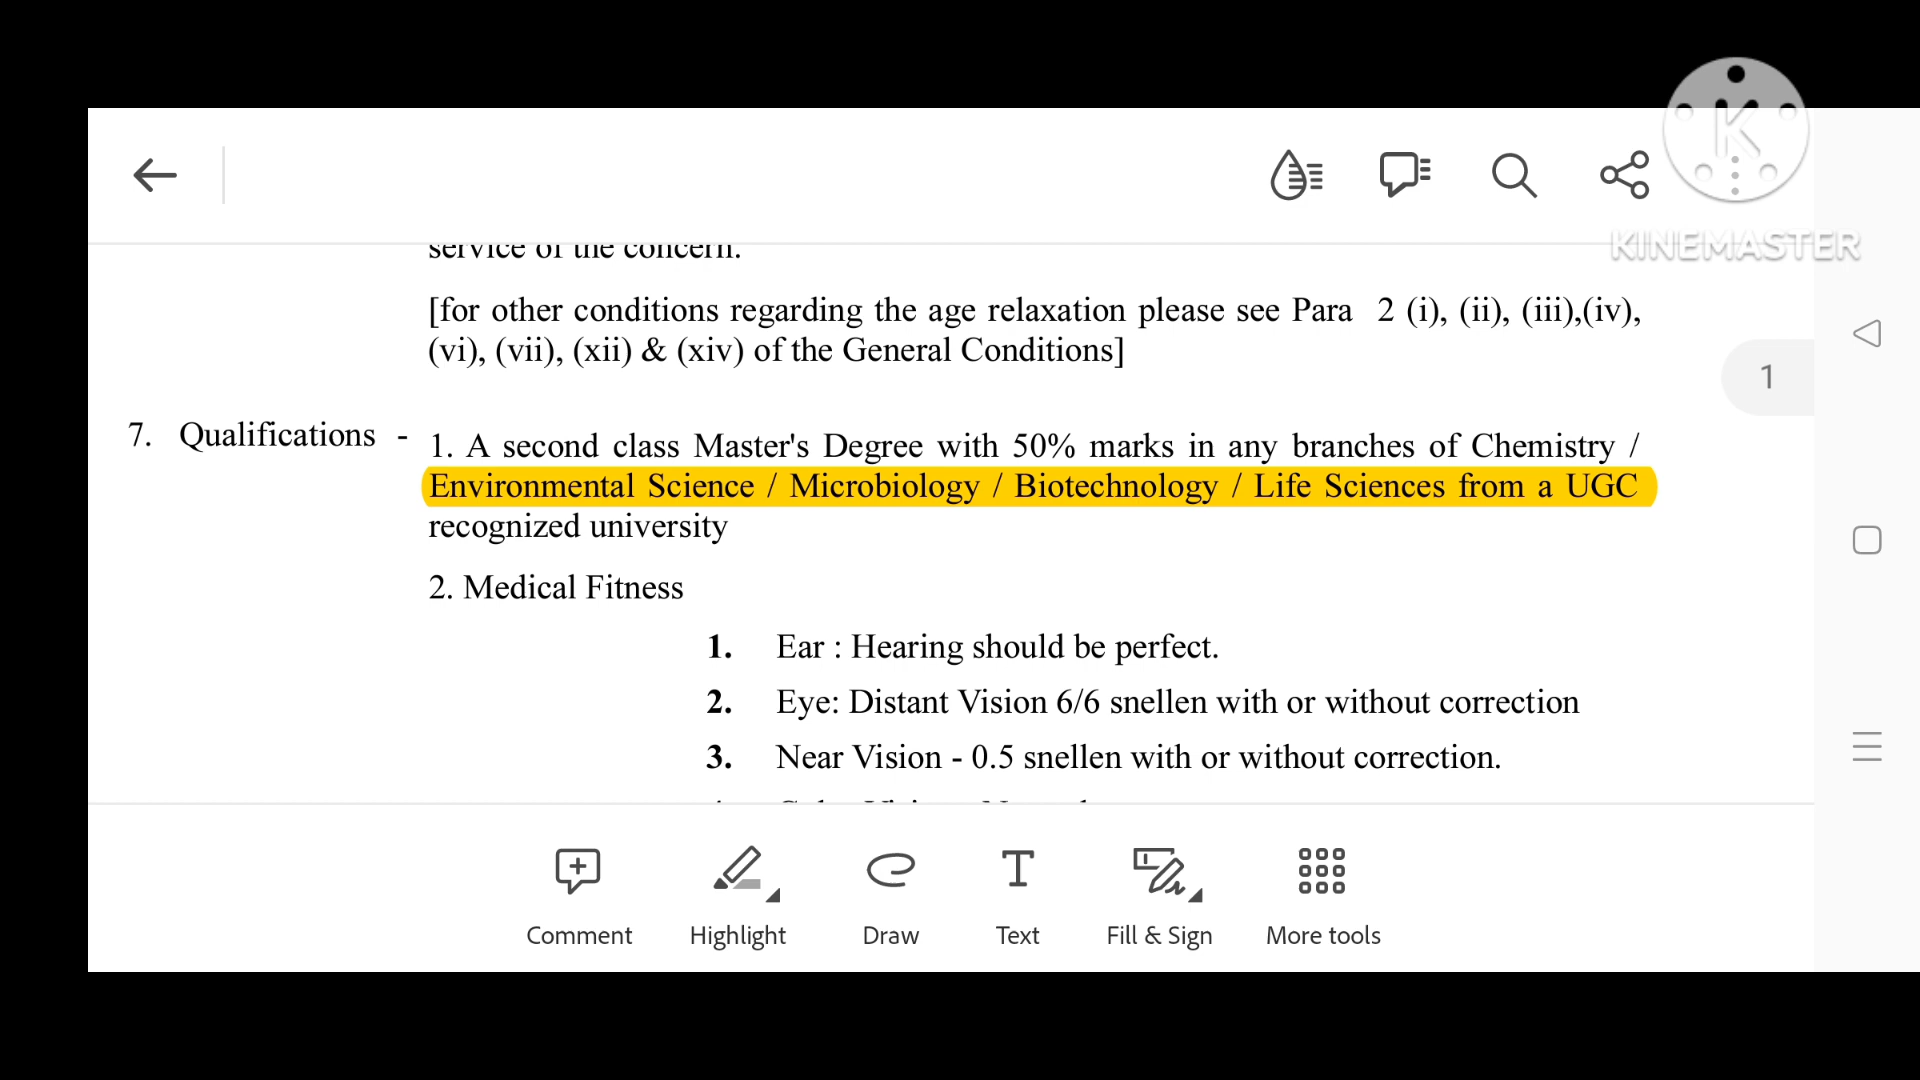 KINEMASTER
service of the concern.
[for other conditions regarding the age relaxation please see Para 2 (i), (ii), (iii),(iv),
(vi), (vii), (xii) & (xiv) of the General Conditions]
1
7. Qualifications - 1. A second class Master's Degree with 50% marks in any branches of Chemistry /
Environmental Science / Microbiology / Biotechnology / Life Sciences from a UGC
recognized university
2. Medical Fitness
1. Ear : Hearing should be perfect.
2. Eye: Distant Vision 6/6 snellen with or without correction
3. Near Vision - 0.5 snellen with or without correction.
Comment Highlight Draw Text Fill & Sign More tools